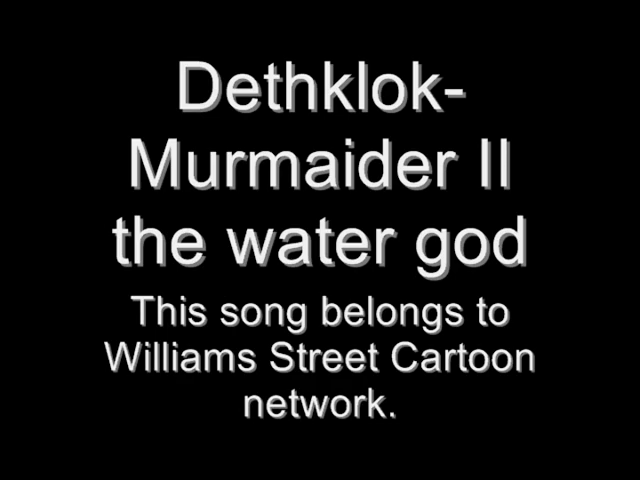 Dethklok-
Murmaider II
the water god
This song belongs to
Williams Street Cartoon
network.